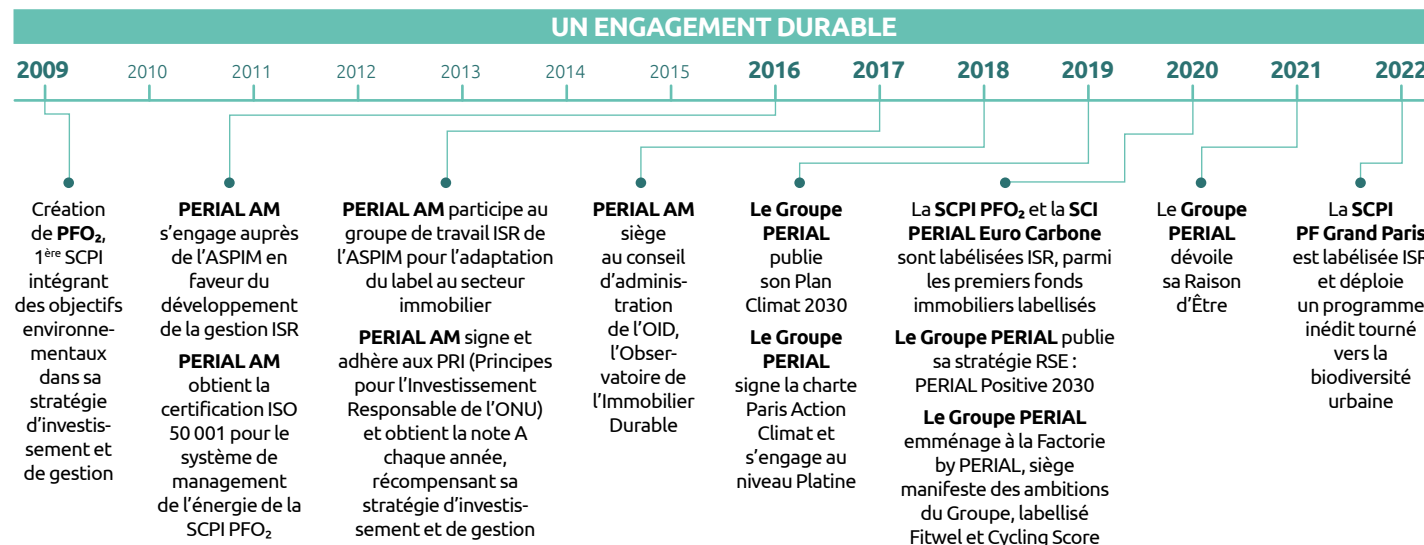 UN ENGAGEMENT DURABLE
2009 2010 2011 2012 2013 2014 2015 2016 2017 2018 2019 2020 2021 2022
Création
de PFO₂,
1ère SCPI
intégrant
des objectifs
environne-
mentaux
dans sa
stratégie
d’investis-
sement et
de gestion
PERIAL AM
s’engage auprès
de l’ASPIM en
faveur du
développement
de la gestion ISR
PERIAL AM
obtient la
certification ISO
50 001 pour le
système de
management
de l’énergie de la
SCPI PFO₂
PERIAL AM participe au
groupe de travail ISR de
l’ASPIM pour l’adaptation
du label au secteur
immobilier
PERIAL AM signe et
adhère aux PRI (Principes
pour l’Investissement
Responsable de l’ONU)
et obtient la note A
chaque année,
récompensant sa
stratégie d’investis-
sement et de gestion
PERIAL AM
siège
au conseil
d’adminis-
tration
de l’OID,
l’Obser-
vatoire de
l’Immobilier
Durable
Le Groupe
PERIAL
publie
son Plan
Climat 2030
Le Groupe
PERIAL
signe la charte
Paris Action
Climat et
s’engage au
niveau Platine
La SCPI PFO₂ et la SCI
PERIAL Euro Carbone
sont labélisées ISR, parmi
les premiers fonds
immobiliers labellisés
Le Groupe PERIAL publie
sa stratégie RSE :
PERIAL Positive 2030
Le Groupe PERIAL
emménage à la Factorie
by PERIAL, siège
manifeste des ambitions
du Groupe, labellisé
Fitwel et Cycling Score
Le Groupe
PERIAL
dévoile
sa Raison
d’Être
La SCPI
PF Grand Paris
est labélisée ISR
et déploie
un programme
inédit tourné
vers la
biodiversité
urbaine